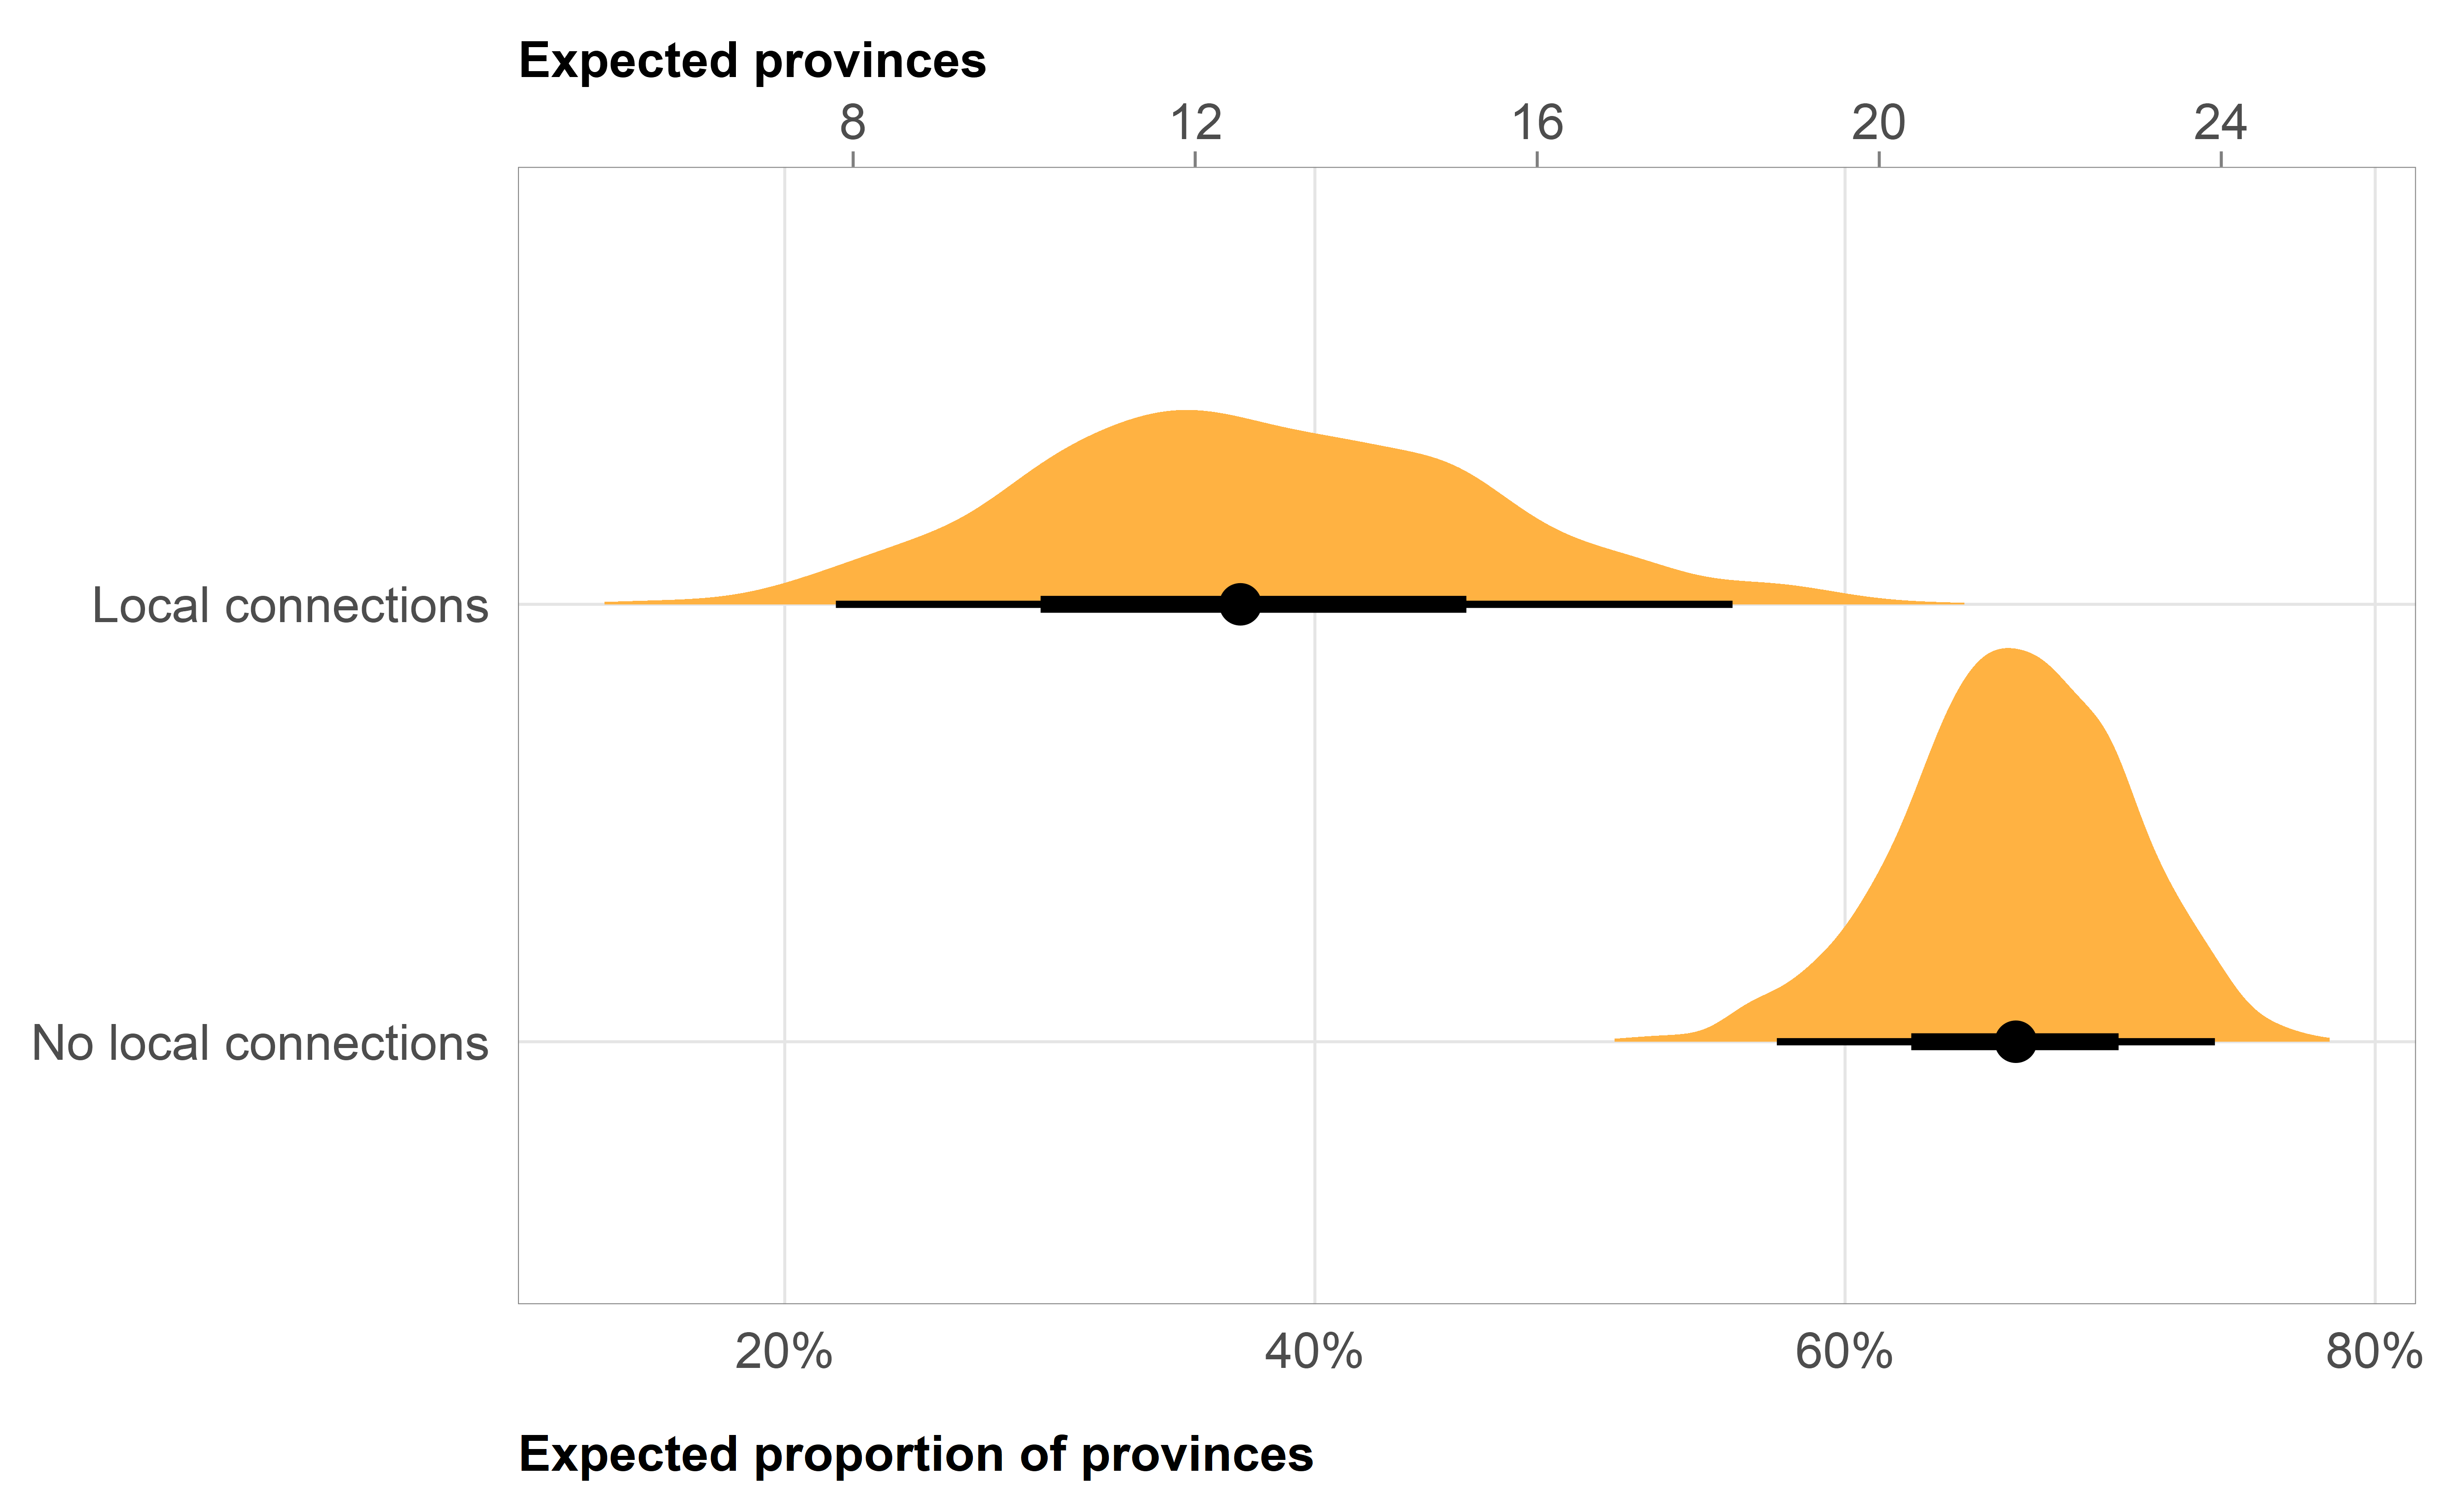 Expected provinces
8 12 16 20 24
Local connections
No local connections
20% 40% 60% 80%
Expected proportion of provinces